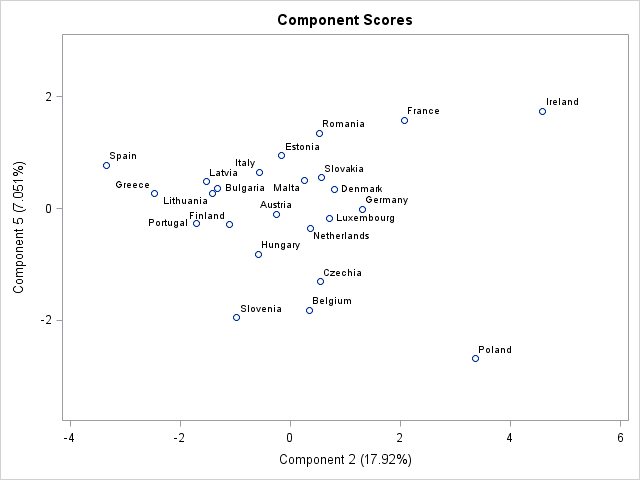 Component Scores
Component 5 (7.051%)
2
0
-2
Ireland
France
Romania
Estonia
Spain
Italy
Latvia
Slovakia
Greece
Bulgaria
Malta
Denmark
Lithuania
Germany
Austria
Finland
Luxembourg
Portugal
Netherlands
Hungary
Czechia
Slovenia
Belgium
Poland
-4 -2 0 2 4 6
Component 2 (17.92%)